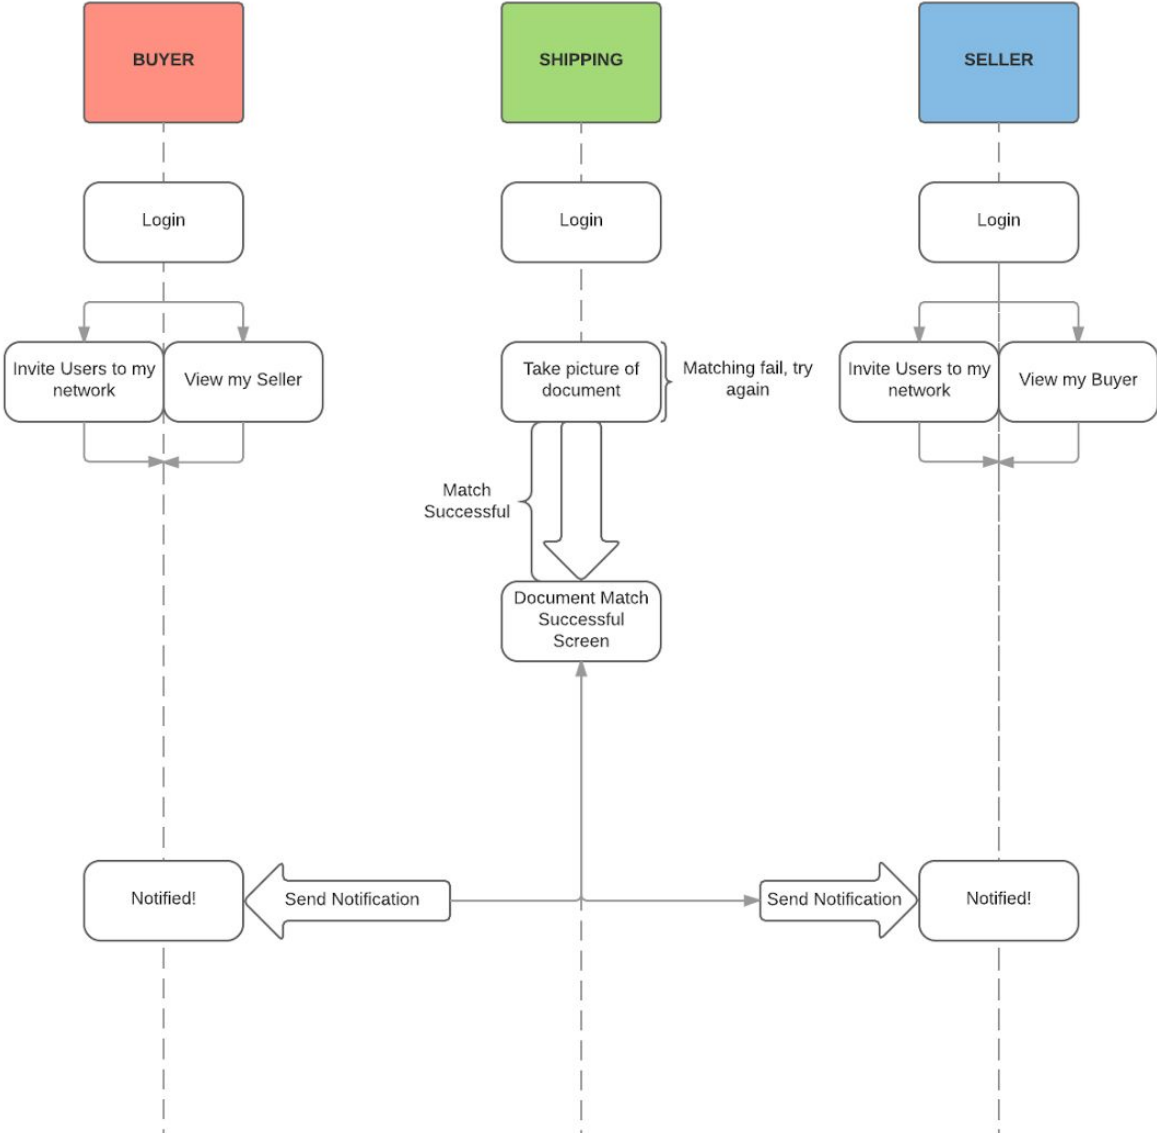 BUYER
SHIPPING
SELLER
Login
Login
Login
Invite Users to my
network
View my Seller
Take picture of
document
Matching fail, try
again
Invite Users to my
network
View my Buyer
Match
Successful
Document Match
Successful
Screen
Notified!
Send Notification
Send Notification
Notified!